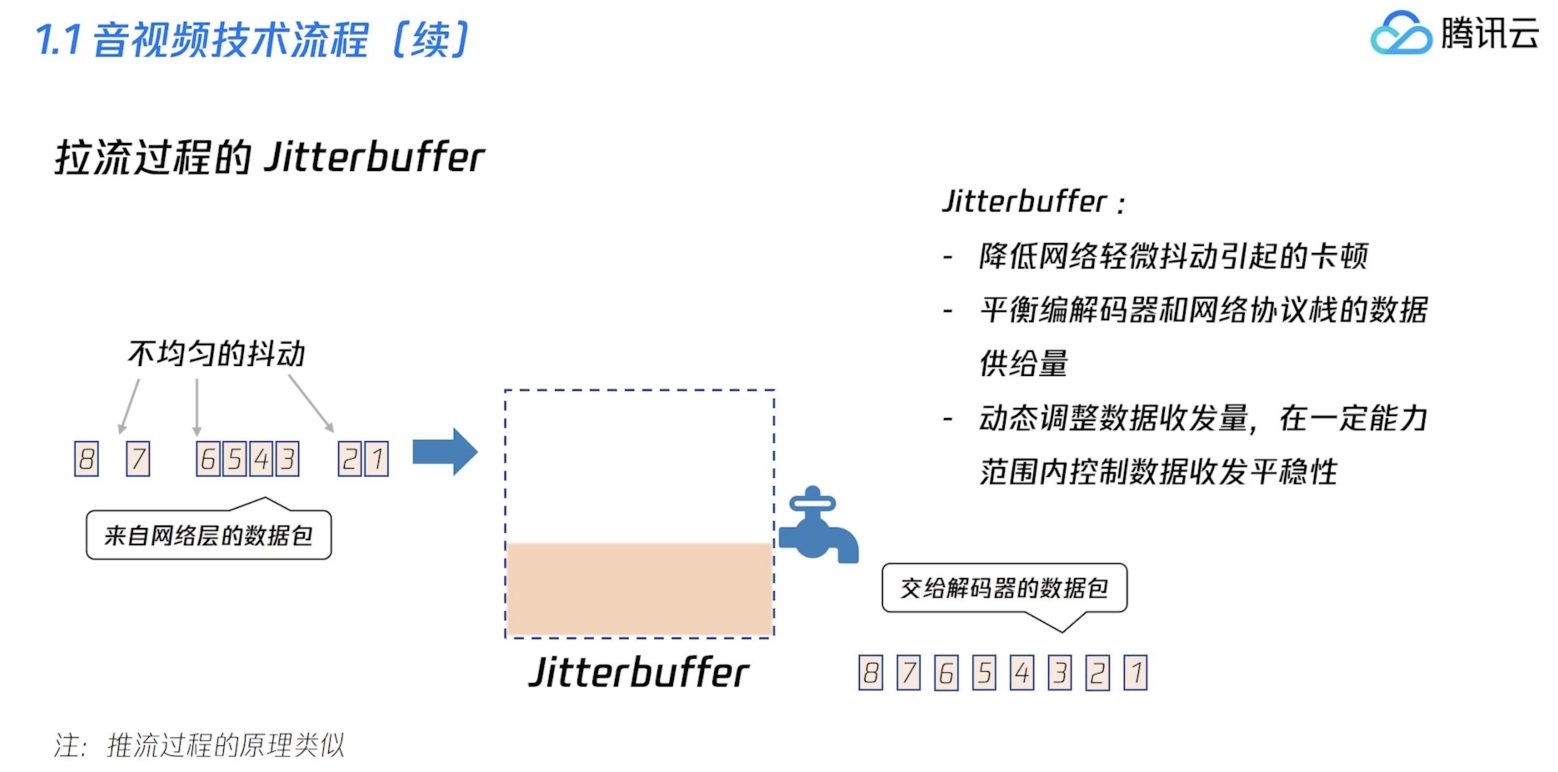 1.1 音视频技术流程（续）
腾讯云
拉流过程的 Jitterbuffer
Jitterbuffer：
- 降低网络轻微抖动引起的卡顿
- 平衡编解码器和网络协议栈的数据
供给量
- 动态调整数据收发量，在一定能力
范围内控制数据收发平稳性
不均匀的抖动
8 7 6 5 4 3 2 1
来自网络层的数据包
交给解码器的数据包
Jitterbuffer
8 7 6 5 4 3 2 1
注：推流过程的原理类似